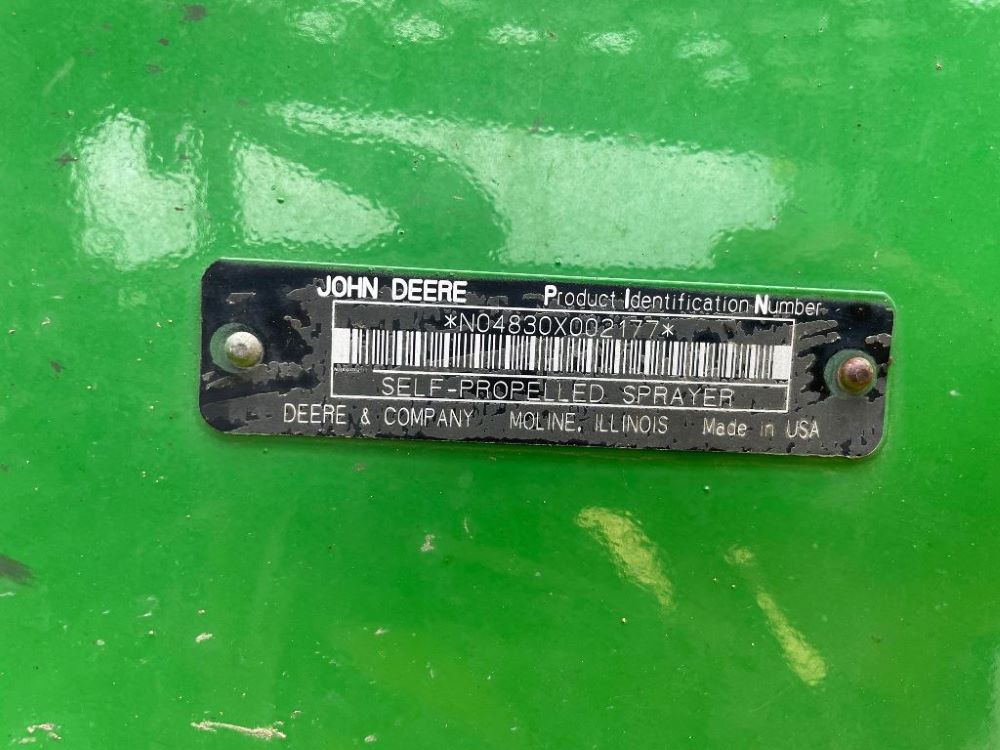 JOHN DEERE Product Identification Number
*N04830X002177*
SELF-PROPELLED SPRAYER
DEERE & COMPANY MOLINE, ILLINOIS Made in USA